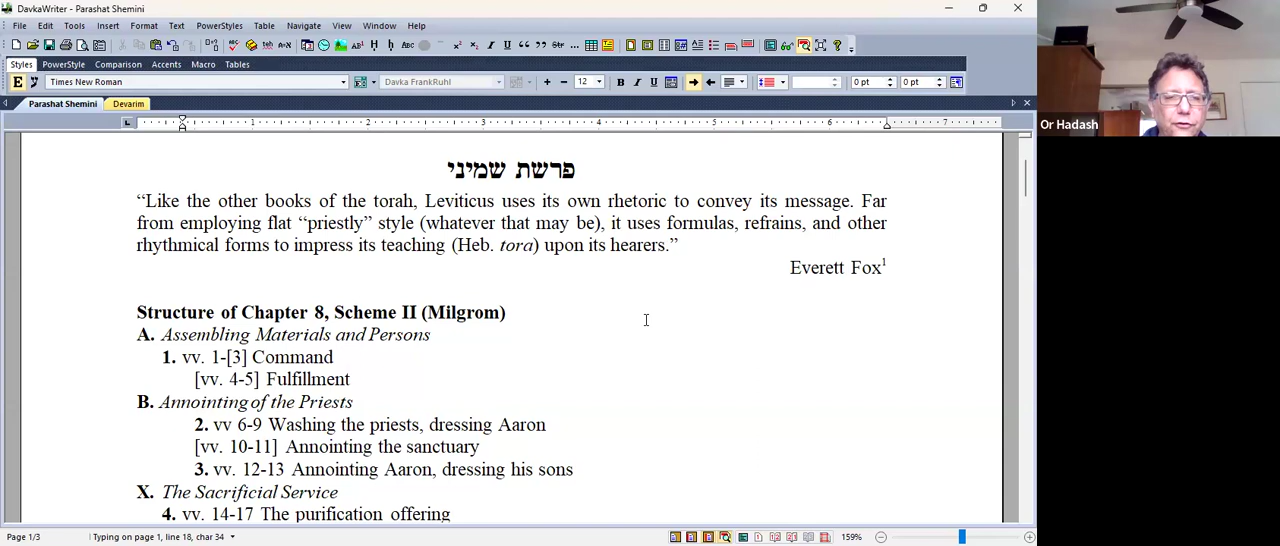 DavkaWriter - Parashat Shemini
File Edit Tools Insert Format Text PowerStyles Table Navigate View Window Help
Styles PowerStyle Comparison Accents Macro Tables
Times New Roman Davka FrankRuhl 12 B I U 0 pt 0 pt
Parashat Shemini Devarim
1 2 3 4 5 6 7
פרשת שמיני
“Like the other books of the torah, Leviticus uses its own rhetoric to convey its message. Far
from employing flat “priestly” style (whatever that may be), it uses formulas, refrains, and other
rhythmical forms to impress its teaching (Heb. tora) upon its hearers.”
Everett Fox1
Structure of Chapter 8, Scheme II (Milgrom)
A. Assembling Materials and Persons
1. vv. 1-[3] Command
[vv. 4-5] Fulfillment
B. Annointing of the Priests
2. vv 6-9 Washing the priests, dressing Aaron
[vv. 10-11] Annointing the sanctuary
3. vv. 12-13 Annointing Aaron, dressing his sons
X. The Sacrificial Service
4. vv. 14-17 The purification offering
Page 1/3 Typing on page 1, line 18, char 34 159%
Or Hadash